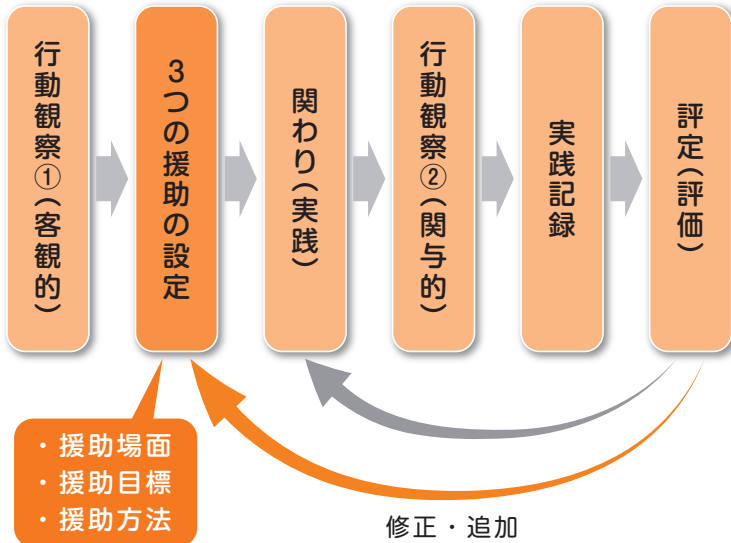 行動観察①(客観的)
3つの援助の設定
関わり(実践)
行動観察②(関与的)
実践記録
評定(評価)
・援助場面
・援助目標
・援助方法
修正・追加